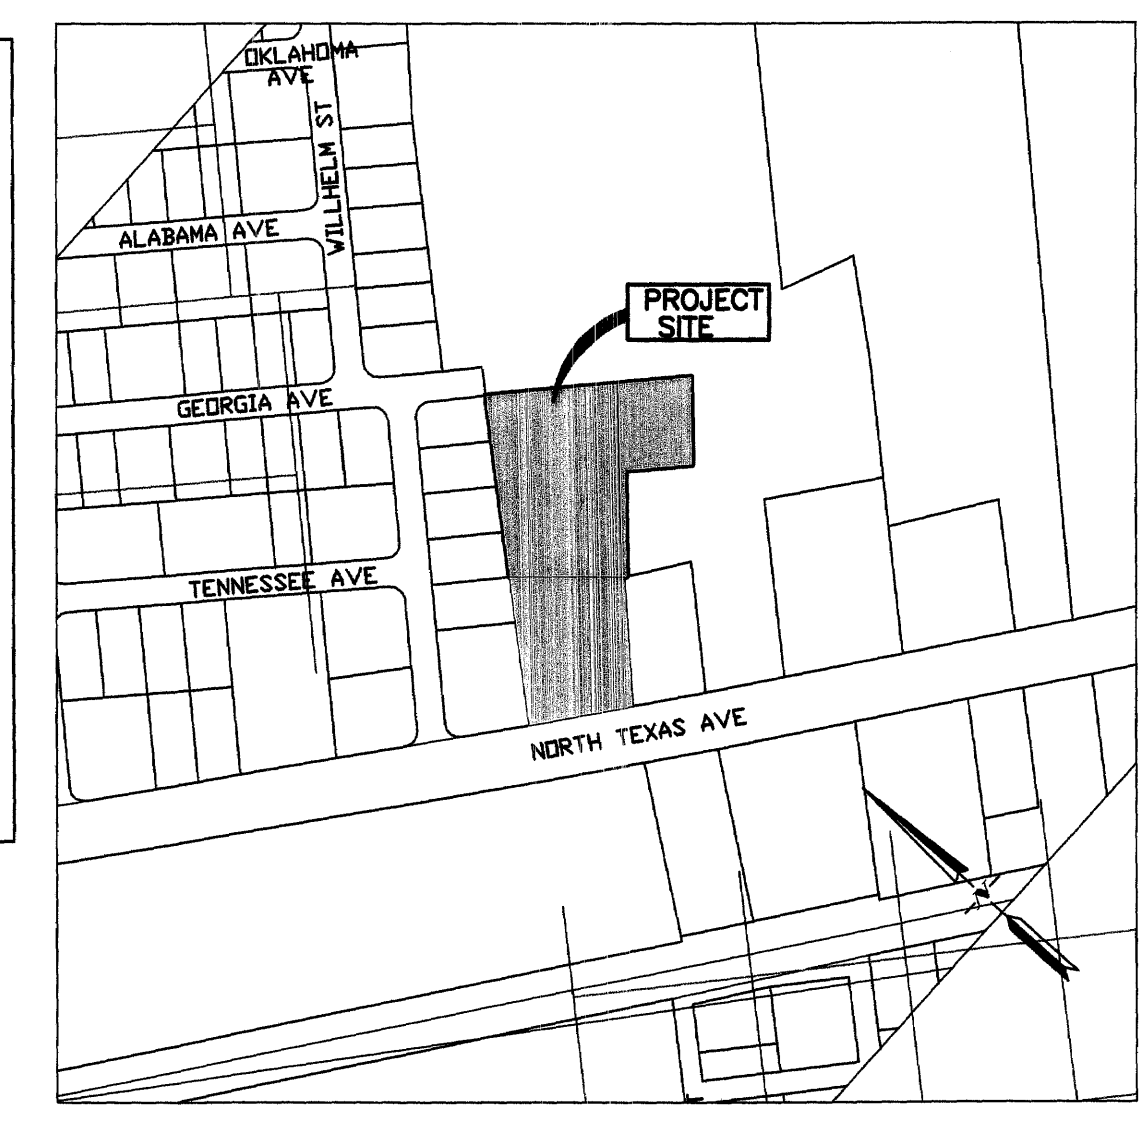 OKLAHOMA
AVE
WILLHELM ST
ALABAMA AVE
PROJECT
SITE
GEORGIA AVE
TENNESSEE AVE
NORTH TEXAS AVE
N